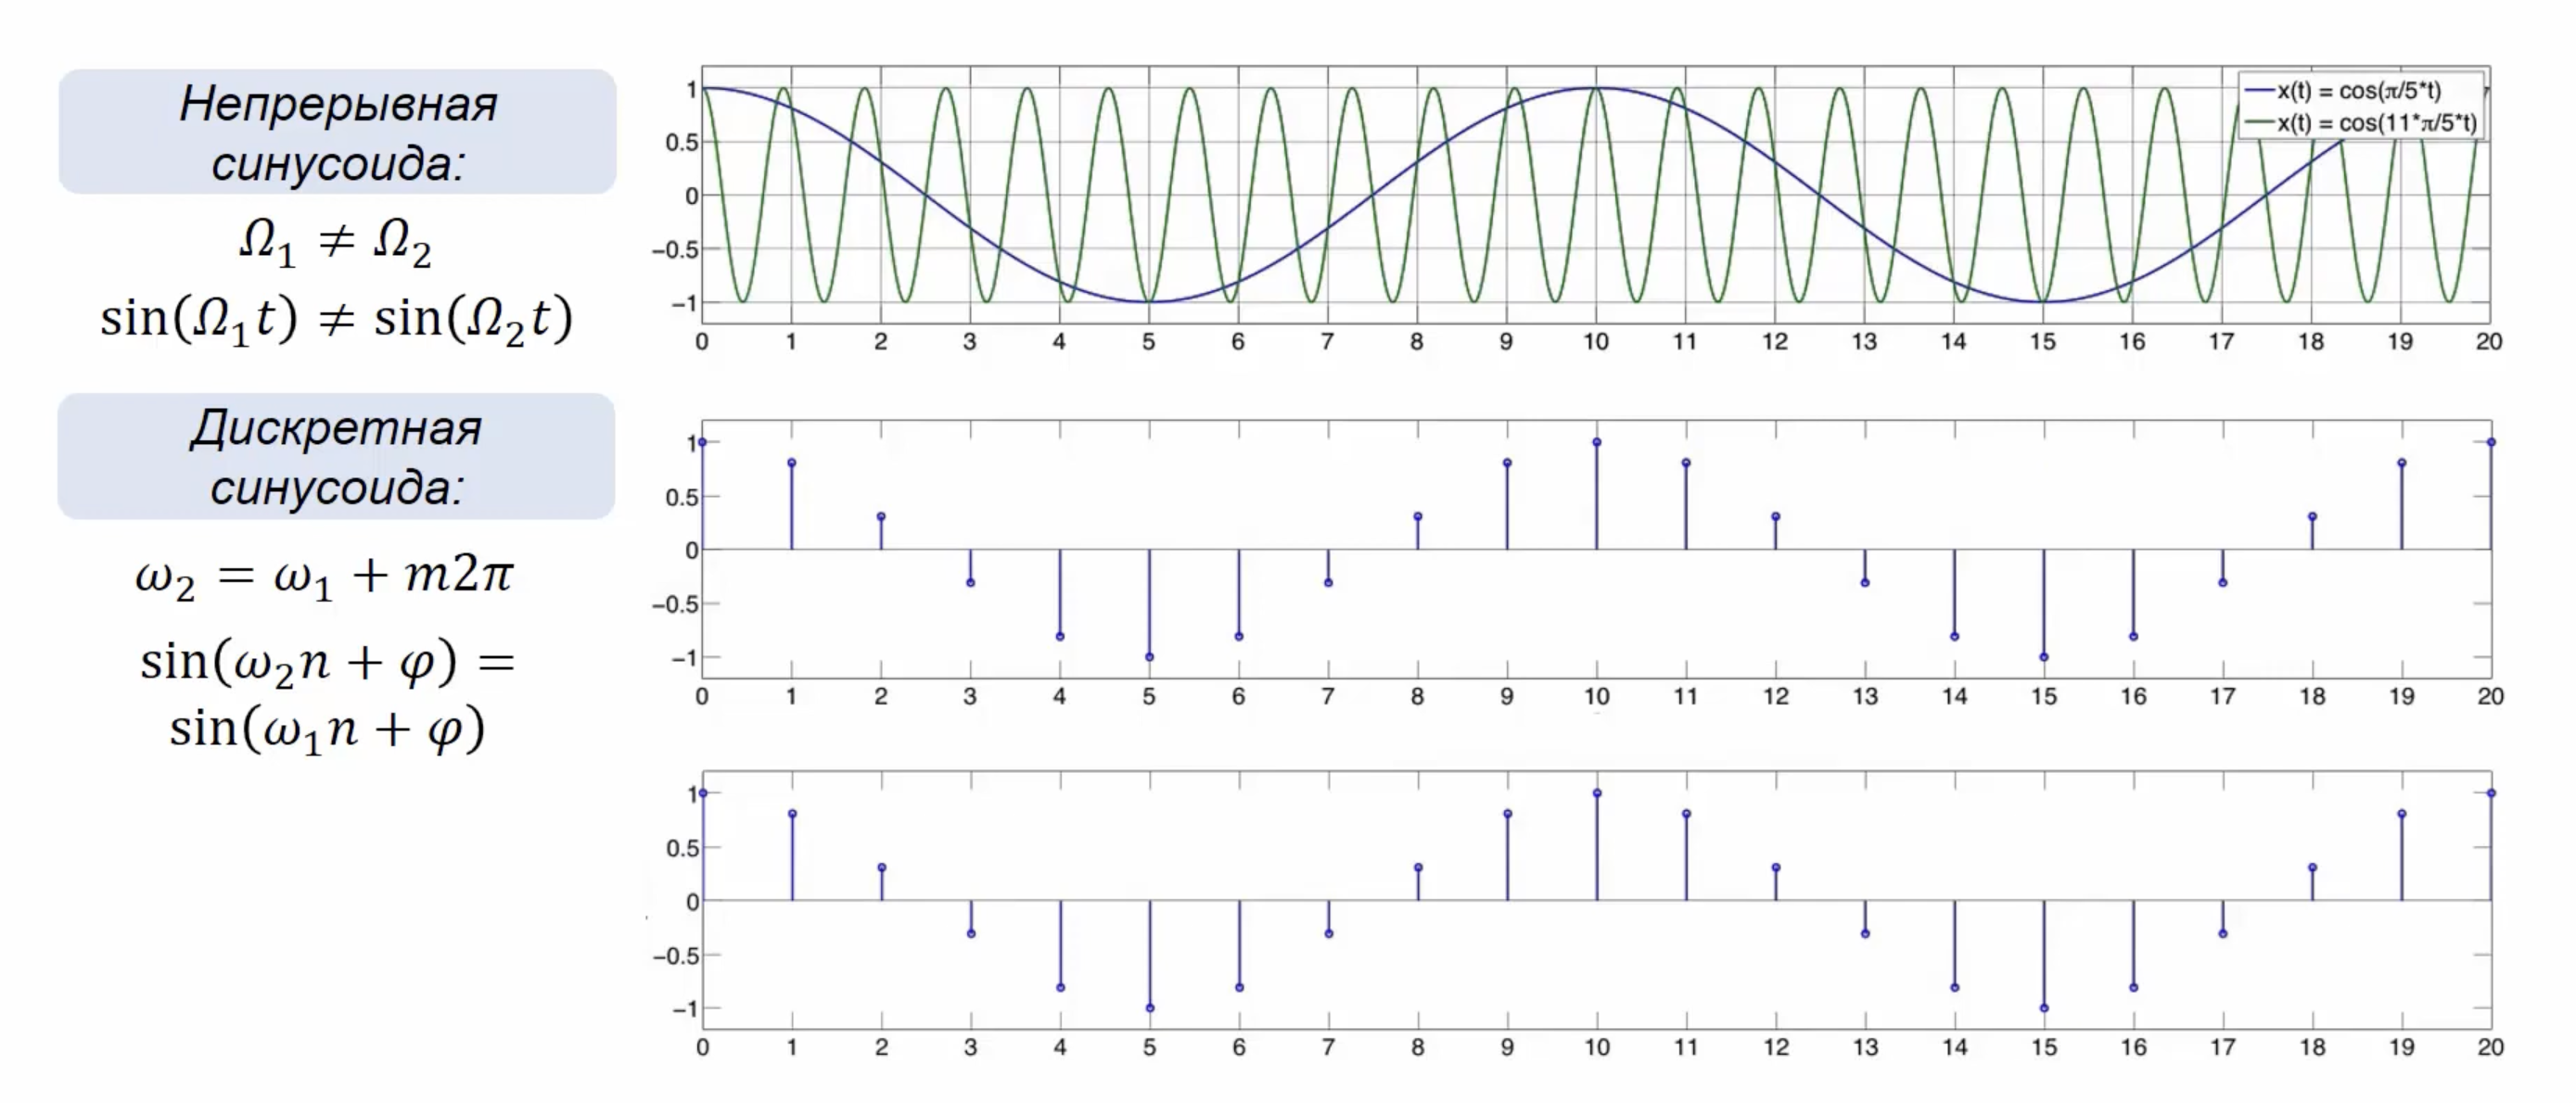 Непрерывная
синусоида:
Ω₁ ≠ Ω₂
sin(Ω₁t) ≠ sin(Ω₂t)
Дискретная
синусоида:
ω₂ = ω₁ + m2π
sin(ω₂n + φ) =
sin(ω₁n + φ)
x(t) = cos(π/5*t)
x(t) = cos(11*π/5*t)
1
0.5
0
−0.5
−1
0 1 2 3 4 5 6 7 8 9 10 11 12 13 14 15 16 17 18 19 20
1
0.5
0
−0.5
−1
0 1 2 3 4 5 6 7 8 9 10 11 12 13 14 15 16 17 18 19 20
1
0.5
0
−0.5
−1
0 1 2 3 4 5 6 7 8 9 10 11 12 13 14 15 16 17 18 19 20